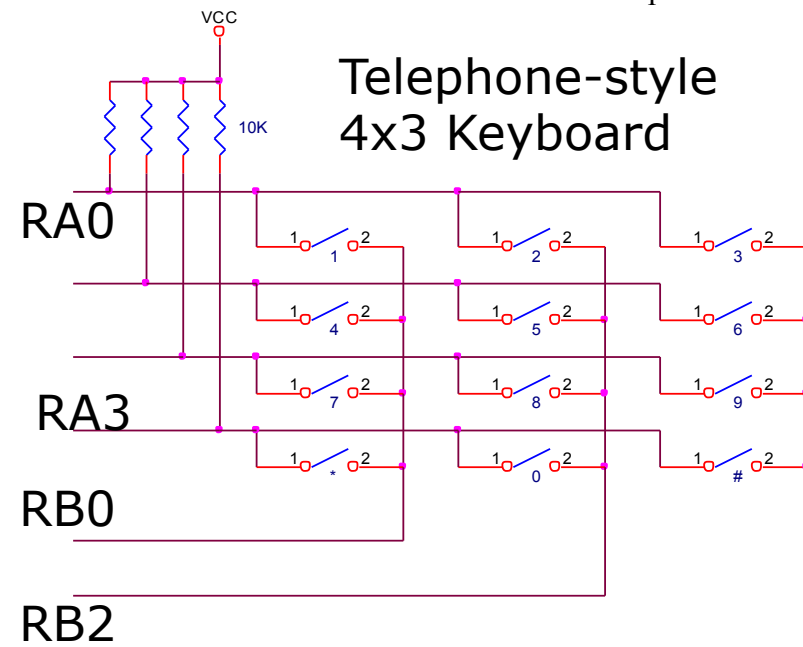 VCC
Telephone-style
4x3 Keyboard
10K
RA0
1 2 1 2 1 2
1 2 3
1 2 1 2 1 2
4 5 6
RA3
1 2 1 2 1 2
7 8 9
1 2 1 2 1 2
* 0 #
RB0
RB2